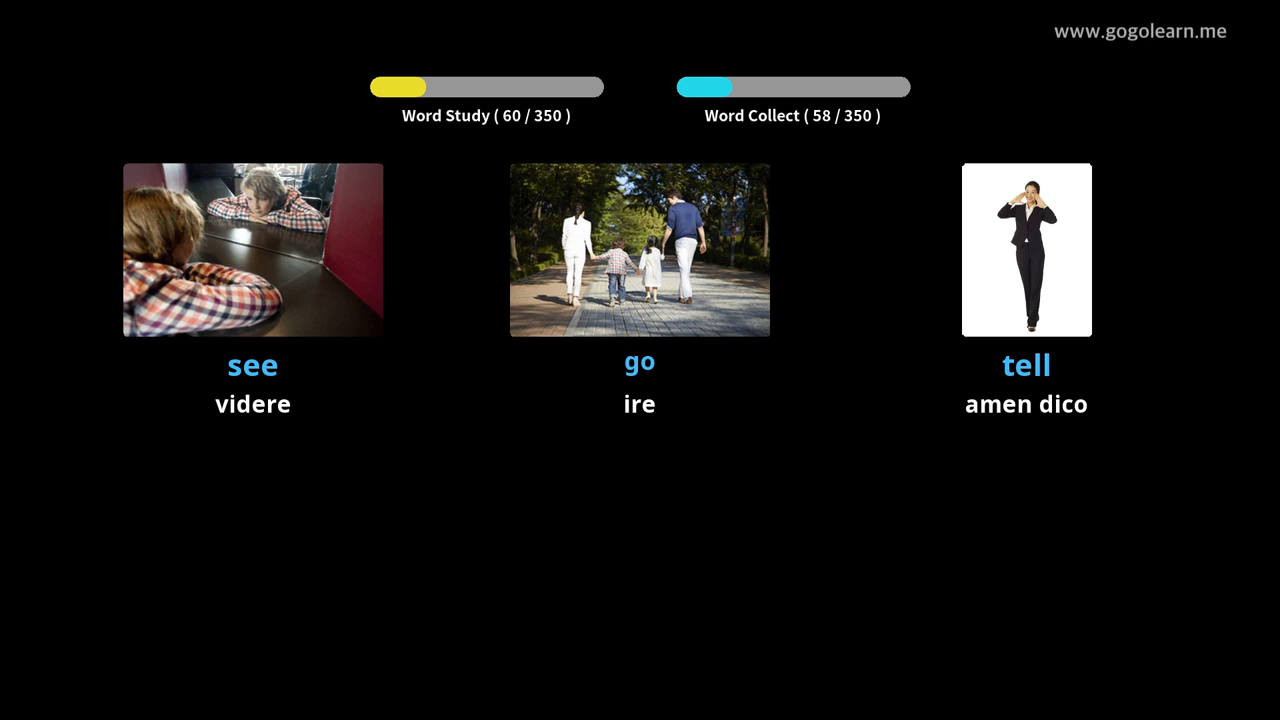 www.gogolearn.me
Word Study ( 60 / 350 )
Word Collect ( 58 / 350 )
see
go
tell
videre
ire
amen dico